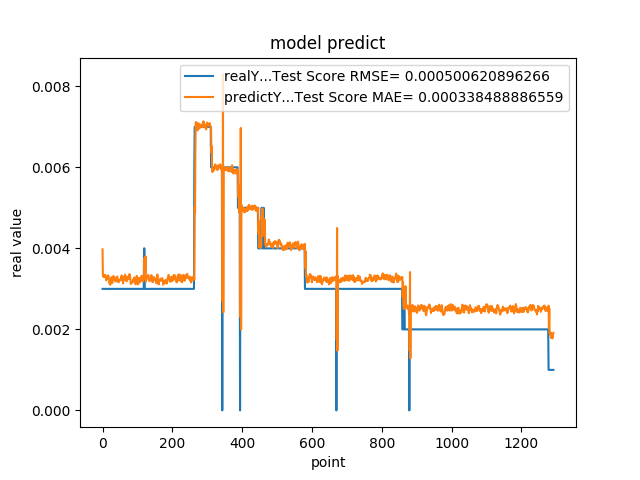 model predict
realY...Test Score RMSE= 0.000500620896266
predictY...Test Score MAE= 0.000338488886559
0.008
0.006
0.004
0.002
0.000
real value
0 200 400 600 800 1000 1200
point